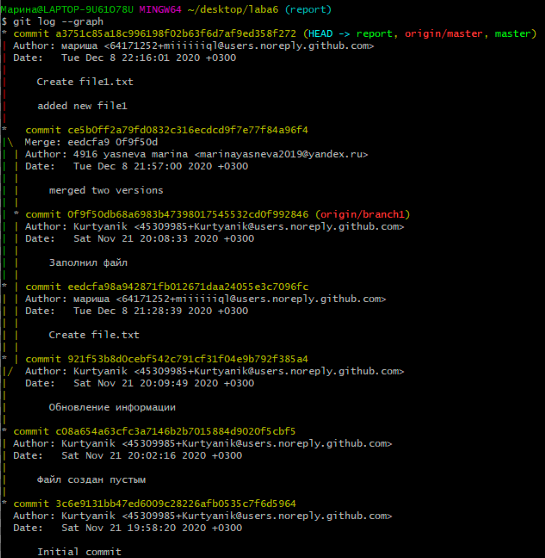 Марина@LAPTOP-9U61O78U MINGW64 ~/desktop/laba6 (report)
$ git log --graph
* commit a3751c85a18c996198f02b63f6d7af9ed358f272 (HEAD -> report, origin/master, master)
| Author: мариша <64171252+miiiiiql@users.noreply.github.com>
| Date:   Tue Dec 8 22:16:01 2020 +0300
|
|     Create file1.txt
|
|     added new file1
|
*   commit ce5b0ff2a79fd0832c316ecdcd9f7e77f84a96f4
|\  Merge: eedcfa9 0f9f50d
| | Author: 4916 yasneva marina <marinayasneva2019@yandex.ru>
| | Date:   Tue Dec 8 21:57:00 2020 +0300
| |
| |     merged two versions
| |
| * commit 0f9f50db68a6983b47398017545532cd0f992846 (origin/branch1)
| | Author: Kurtyanik <45309985+Kurtyanik@users.noreply.github.com>
| | Date:   Sat Nov 21 20:08:33 2020 +0300
| |
| |     Заполнил файл
| |
* | commit eedcfa98a942871fb012671daa24055e3c7096fc
| | Author: мариша <64171252+miiiiiql@users.noreply.github.com>
| | Date:   Tue Dec 8 21:28:39 2020 +0300
| |
| |     Create file.txt
| |
* | commit 921f53b8d0cebf542c791cf31f04e9b792f385a4
|/  Author: Kurtyanik <45309985+Kurtyanik@users.noreply.github.com>
|   Date:   Sat Nov 21 20:09:49 2020 +0300
|
|       Обновление информации
|
* commit c08a654a63cfc3a7146b2b7015884d9020f5cbf5
| Author: Kurtyanik <45309985+Kurtyanik@users.noreply.github.com>
| Date:   Sat Nov 21 20:02:16 2020 +0300
|
|     Файл создан пустым
|
* commit 3c6e9131bb47ed6009c28226afb0535c7f6d5964
  Author: Kurtyanik <45309985+Kurtyanik@users.noreply.github.com>
  Date:   Sat Nov 21 19:58:20 2020 +0300

      Initial commit